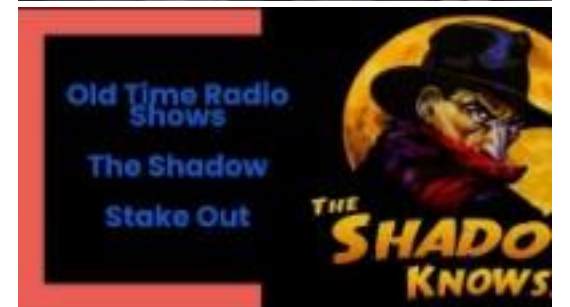 Old Time Radio
Shows
The Shadow
Stake Out
THE
SHADO
KNOWS